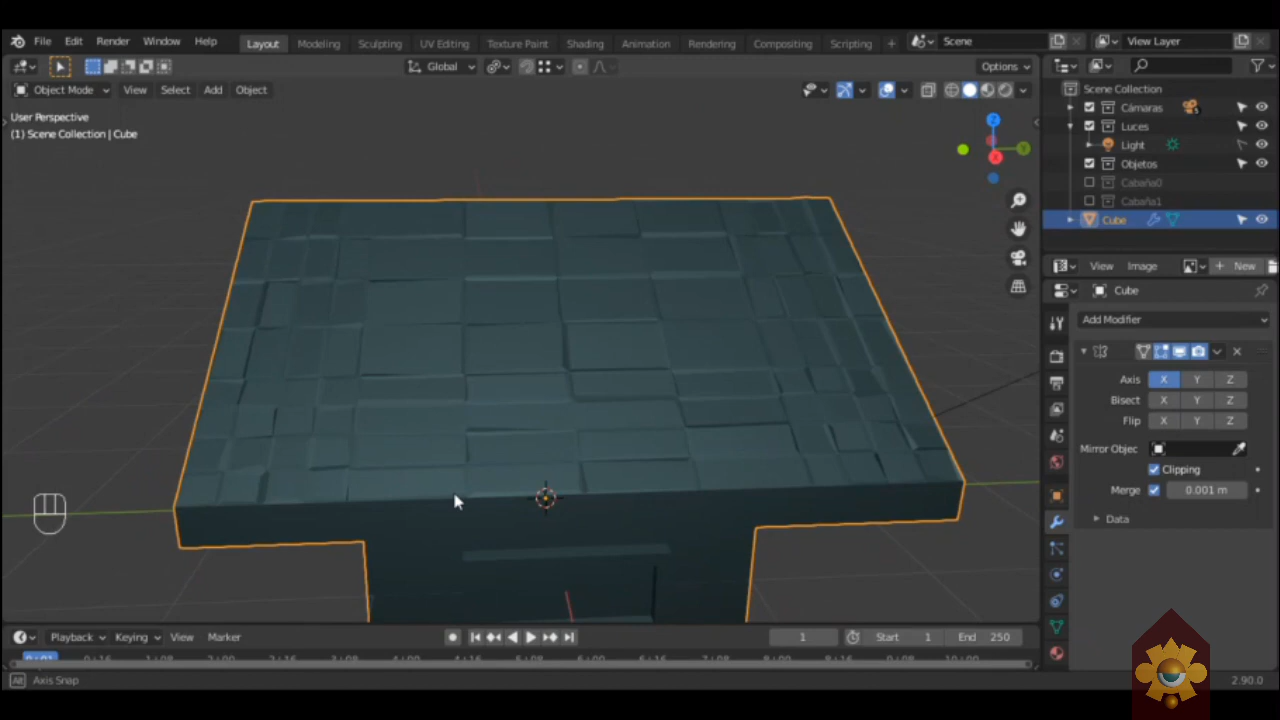 File Edit Render Window Help Layout Modeling Sculpting UV Editing Texture Paint Shading Animation Rendering Compositing Scripting + Scene View Layer
Global Options
Object Mode View Select Add Object
User Perspective
(1) Scene Collection | Cube
Z
Y
X
Scene Collection
Cámaras 5
Luces
Light
Objetos
Cabaña0
Cabaña1
Cube
View Image + New
Cube
Add Modifier
Axis X Y Z
Bisect X Y Z
Flip X Y Z
Mirror Objec
Clipping
Merge 0.001 m
Data
Playback Keying View Marker 1 Start 1 End 250
Alt Axis Snap 2.90.0